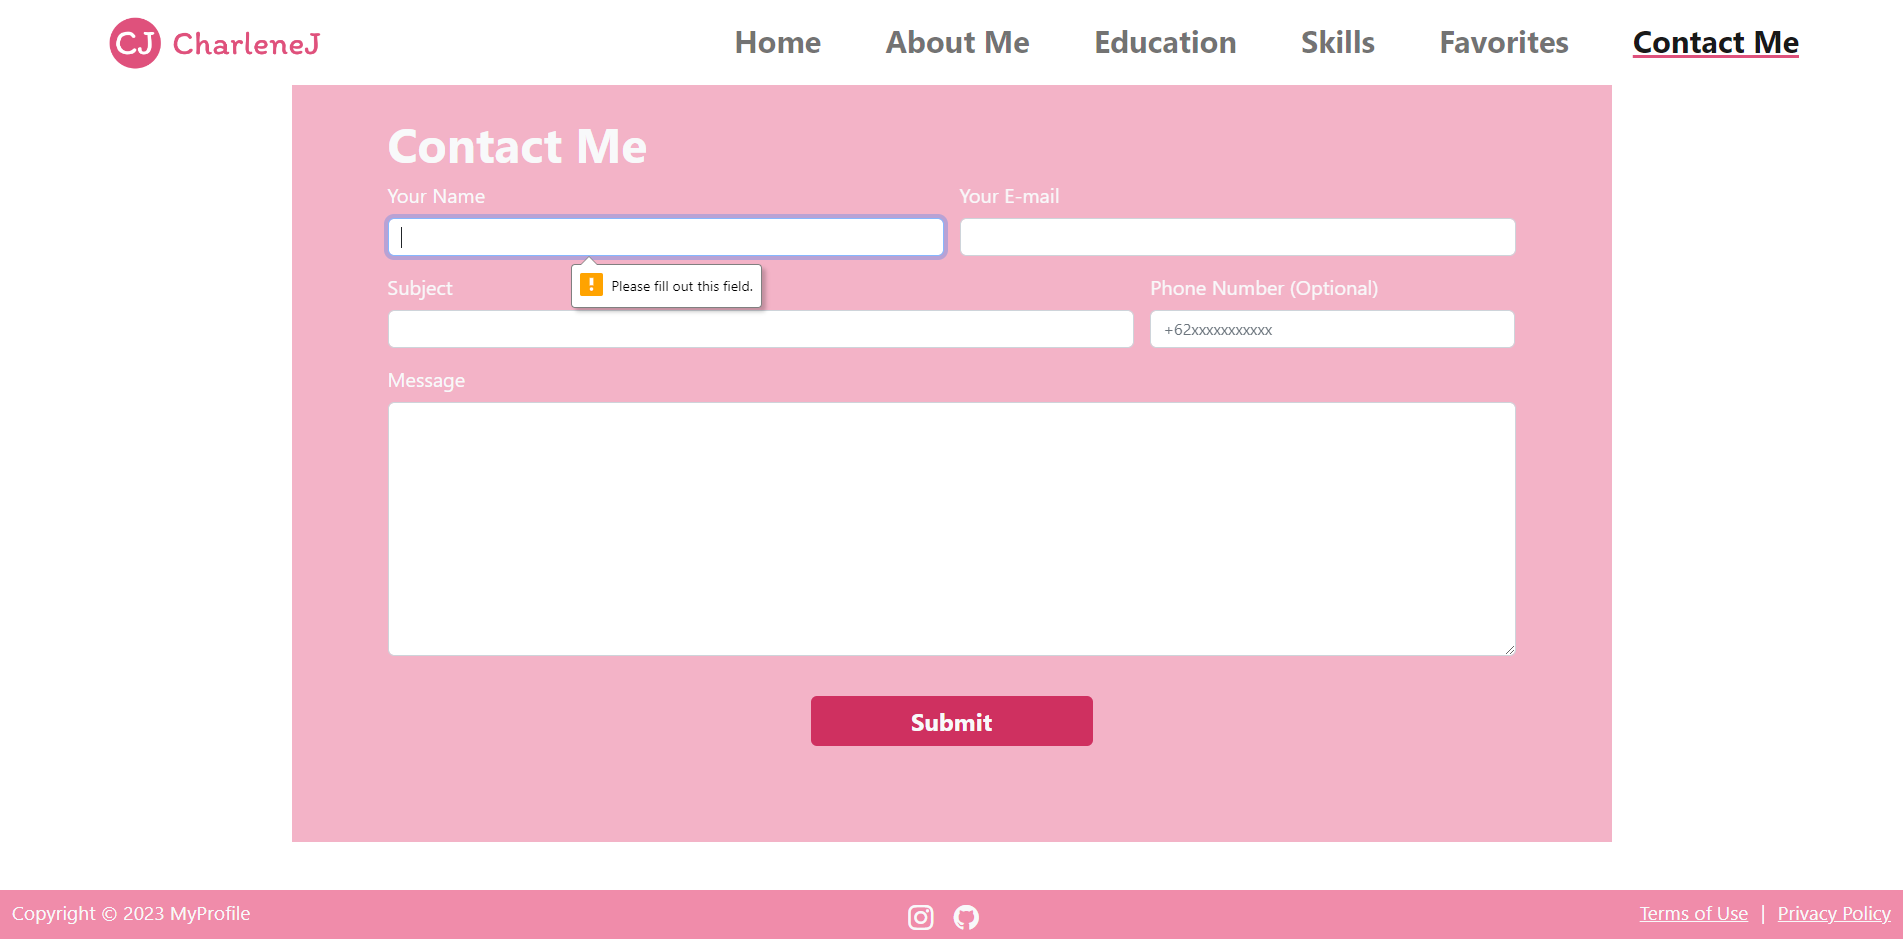 CJ CharleneJ
Home About Me Education Skills Favorites Contact Me
Contact Me
Your Name Your E-mail
Please fill out this field.
Subject Phone Number (Optional)
+62xxxxxxxxxxx
Message
Submit
Copyright © 2023 MyProfile
Terms of Use | Privacy Policy